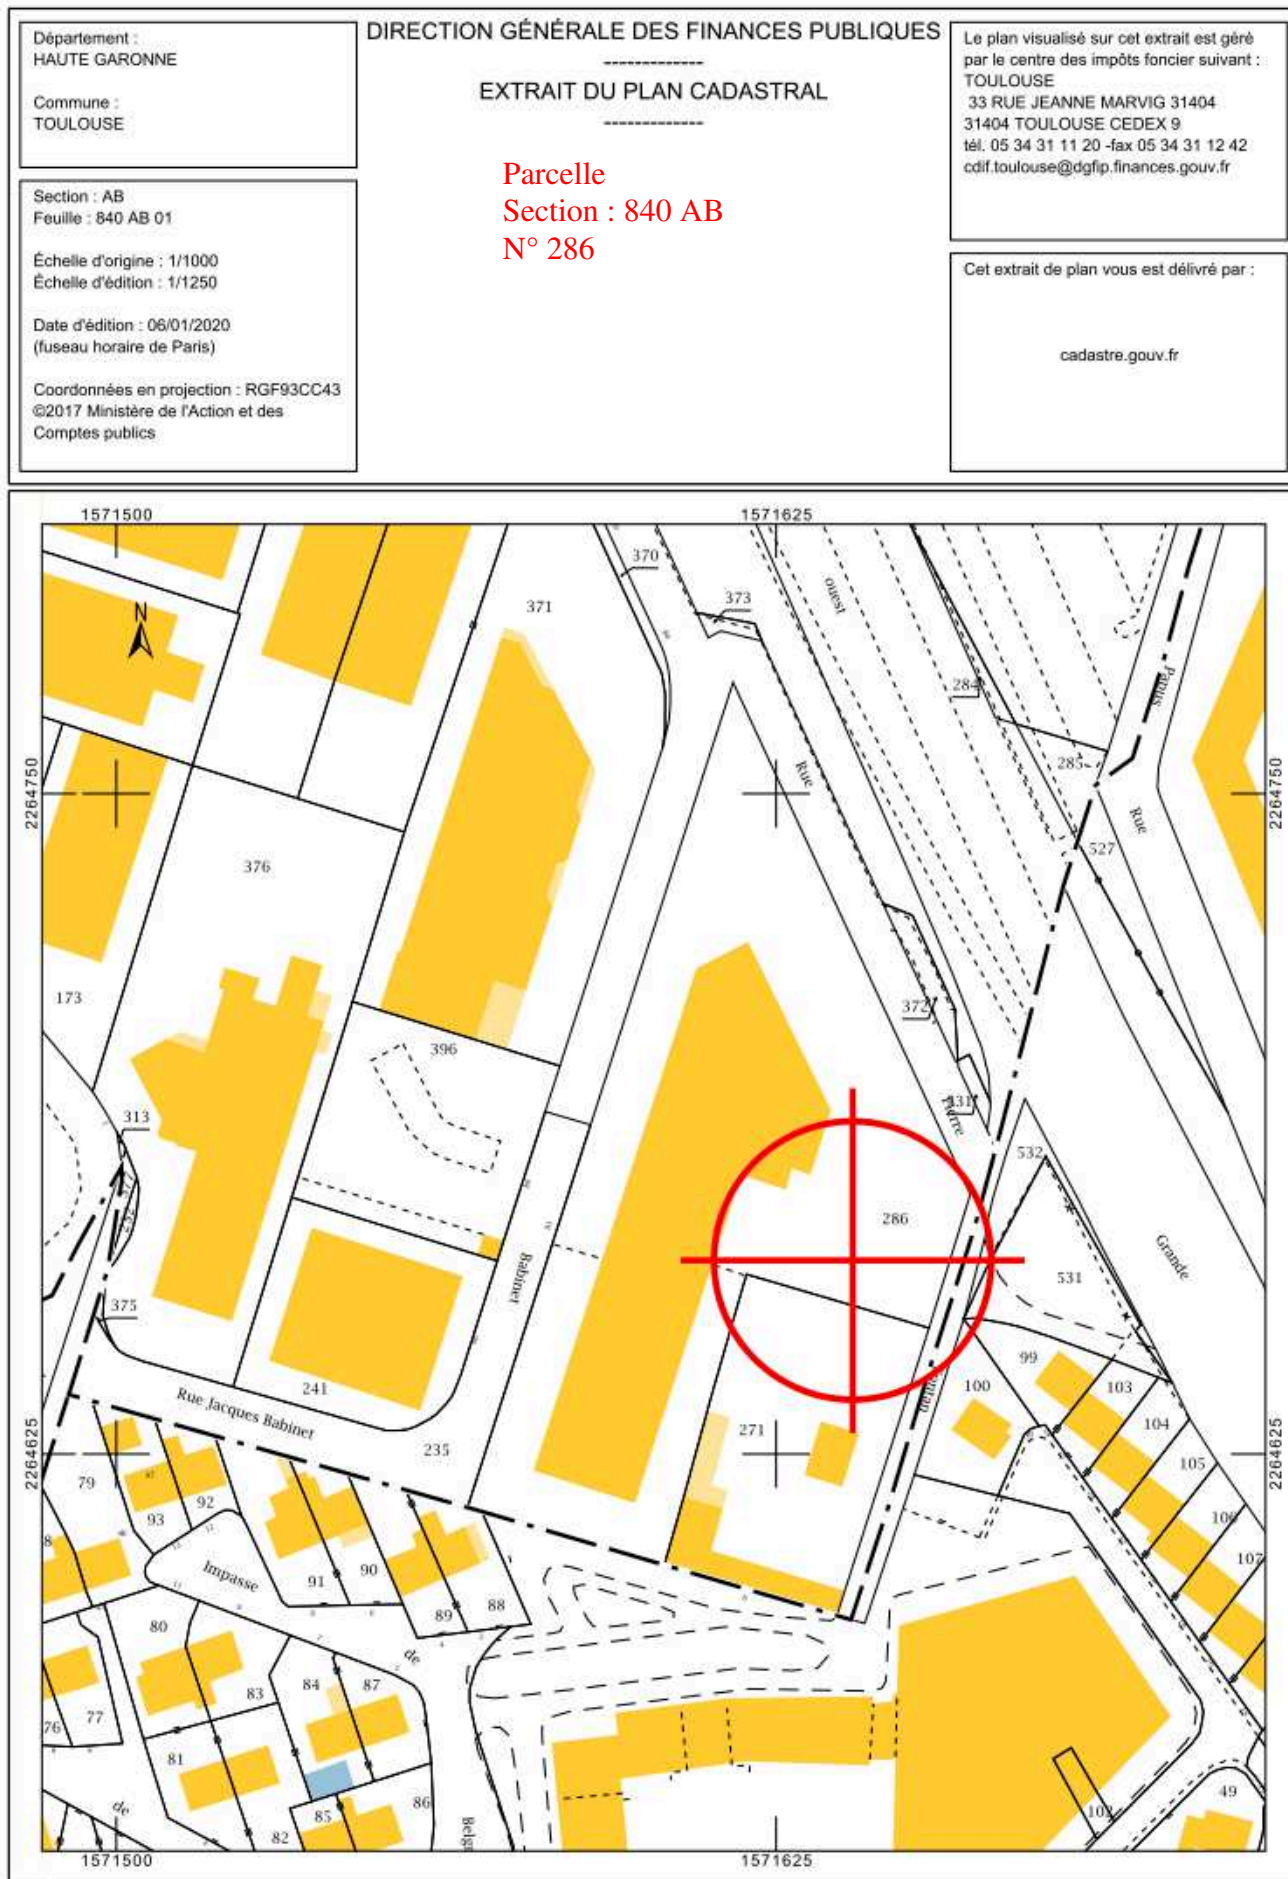 Département :
HAUTE GARONNE
Commune :
TOULOUSE
Section : AB
Feuille : 840 AB 01
Échelle d'origine : 1/1000
Échelle d'édition : 1/1250
Date d'édition : 06/01/2020
(fuseau horaire de Paris)
Coordonnées en projection : RGF93CC43
©2017 Ministère de l'Action et des
Comptes publics
DIRECTION GÉNÉRALE DES FINANCES PUBLIQUES
-------------
EXTRAIT DU PLAN CADASTRAL
-------------
Parcelle
Section : 840 AB
N° 286
Le plan visualisé sur cet extrait est géré
par le centre des impôts foncier suivant :
TOULOUSE
33 RUE JEANNE MARVIG 31404
31404 TOULOUSE CEDEX 9
tél. 05 34 31 11 20 -fax 05 34 31 12 42
cdif.toulouse@dgfip.finances.gouv.fr
Cet extrait de plan vous est délivré par :
cadastre.gouv.fr
1571500
1571625
370
373
371
ouest
N
284
Papus
285
Rue
2264750
2264750
Rue
527
376
173
372
396
313
Pierre
532
377
286
Grande
Babinet
531
375
99
100
103
241
Rue Jacques Babinet
235
271
104
105
2264625
2264625
79
92
93
106
107
91
90
89
88
Impasse
80
de
84
87
83
76
77
81
85
86
82
de
49
102
1571500
1571625